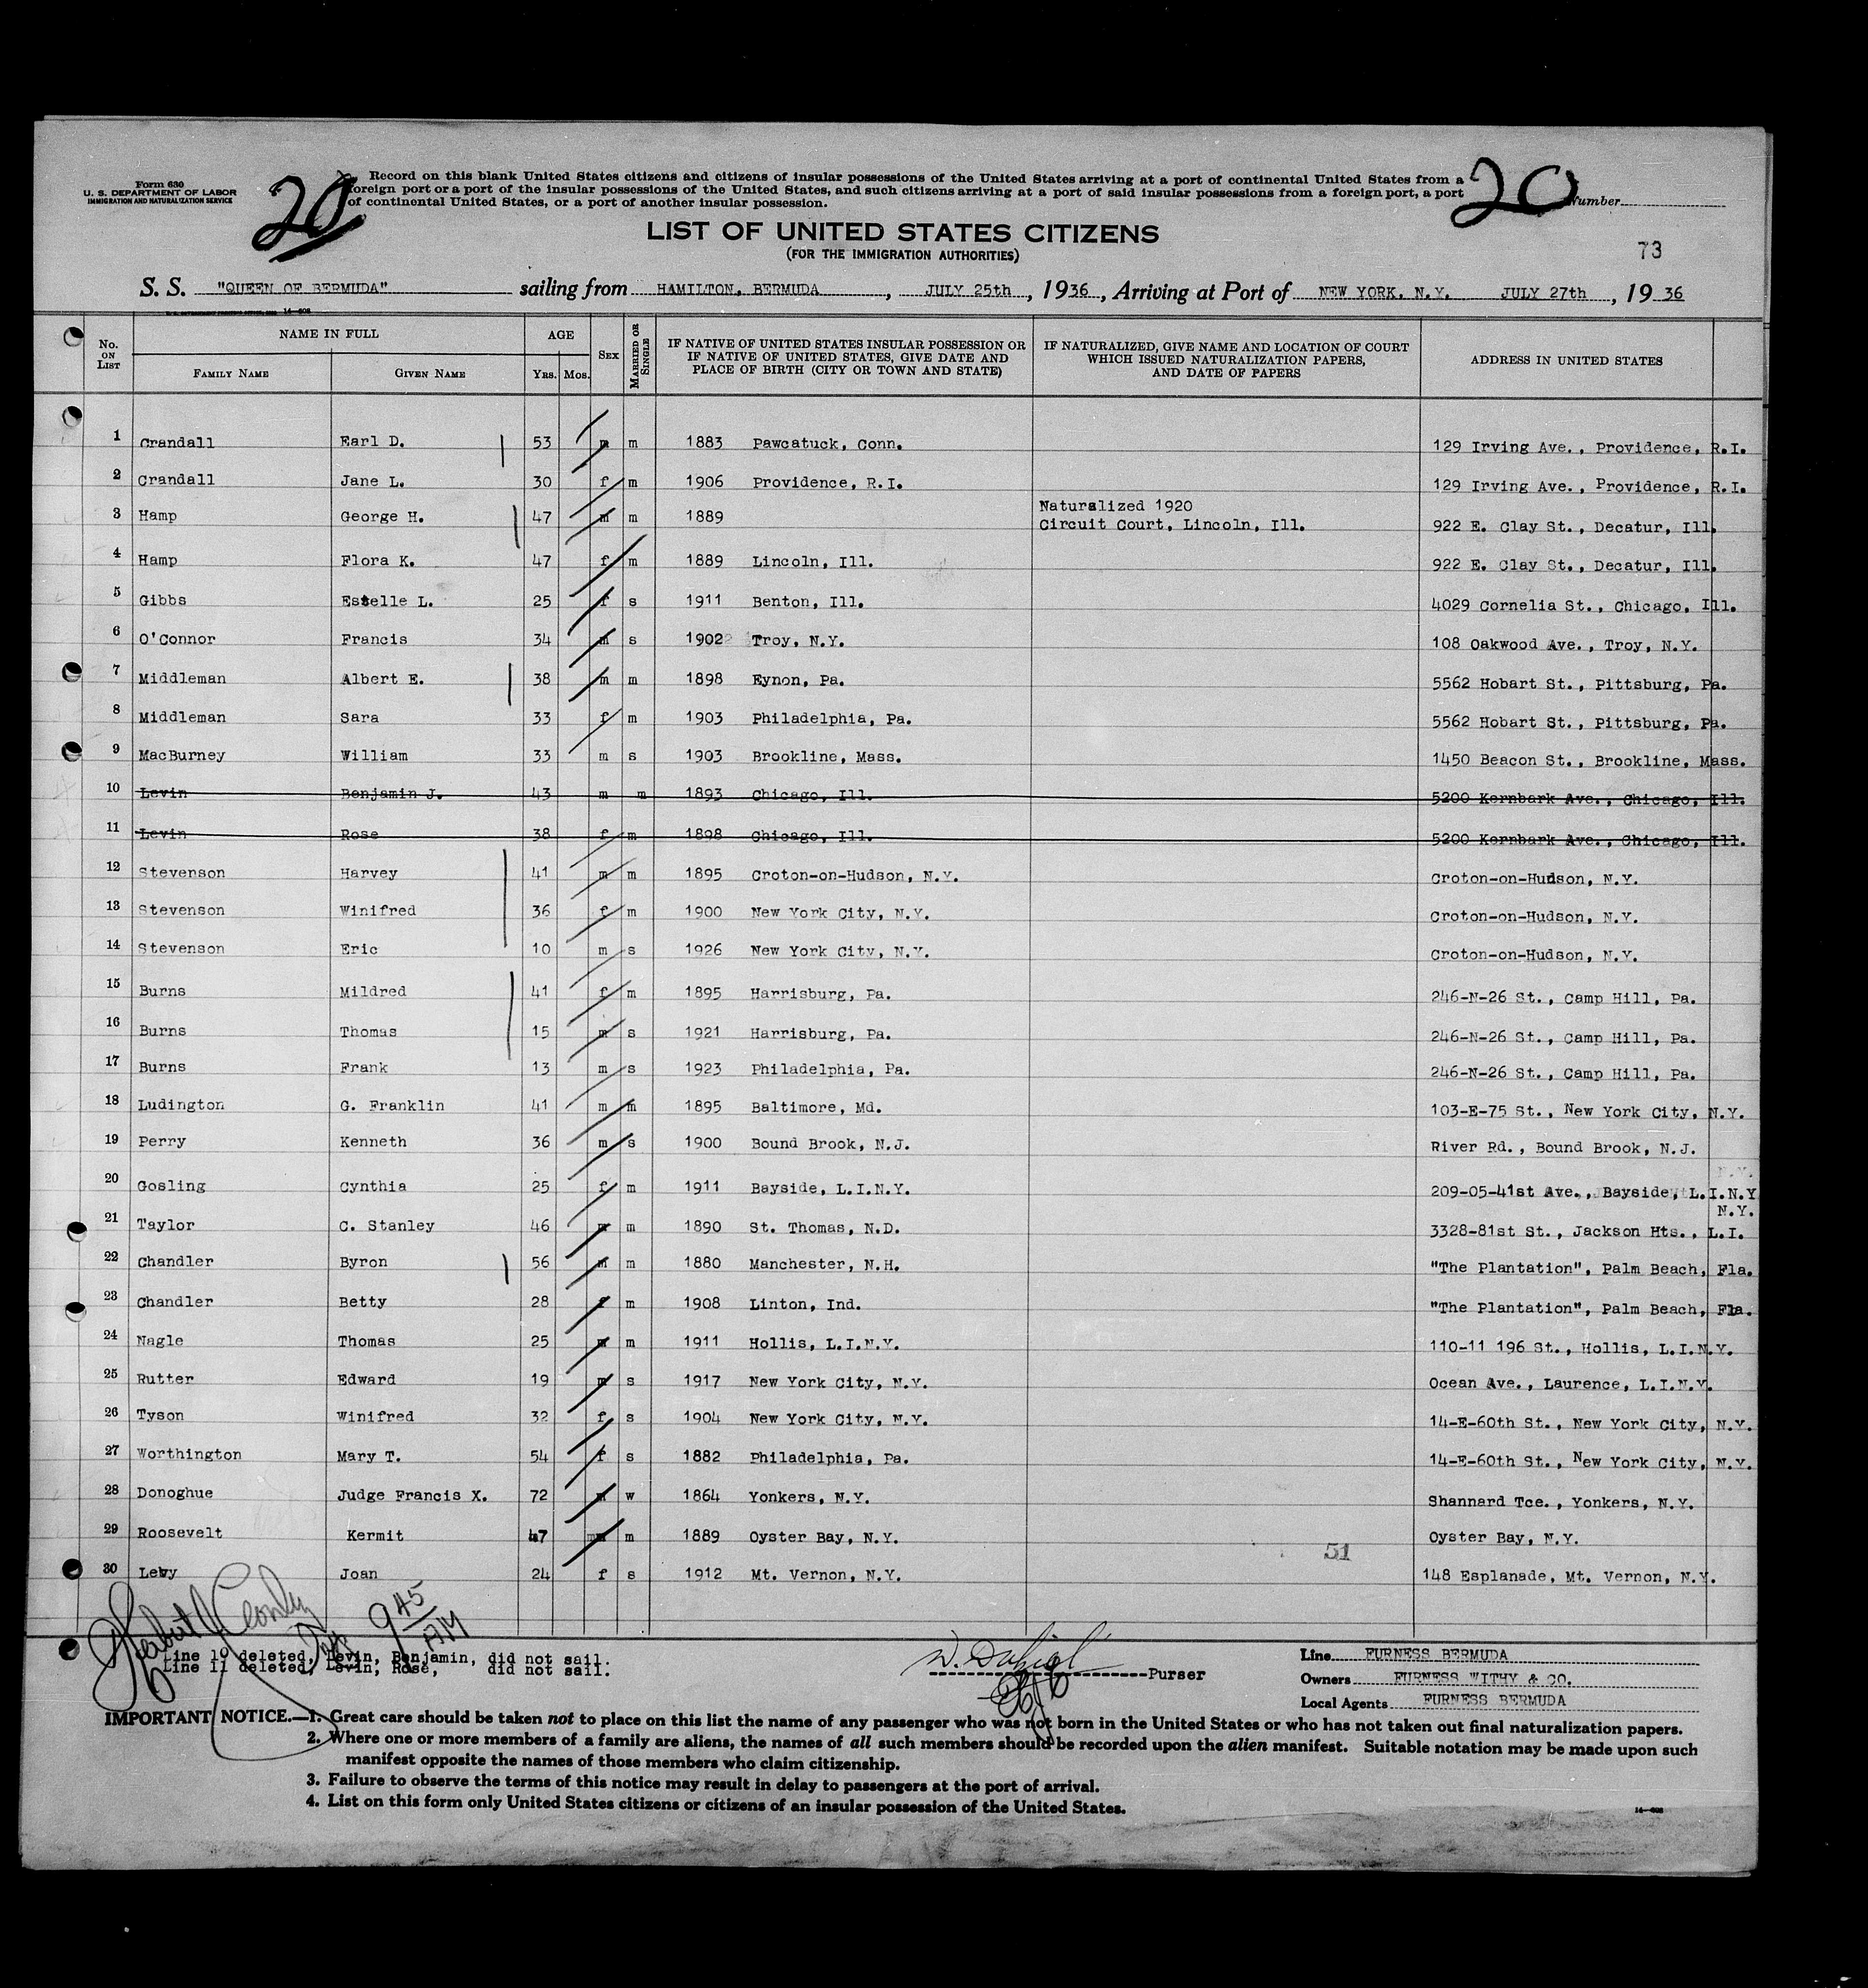 Form 630
U. S. DEPARTMENT OF LABOR
IMMIGRATION AND NATURALIZATION SERVICE
20
Record on this blank United States citizens and citizens of insular possessions of the United States arriving at a port of continental United States from a
foreign port or a port of the insular possessions of the United States, and such citizens arriving at a port of said insular possessions from a foreign port, a port
of continental United States, or a port of another insular possession.
20
Number
LIST OF UNITED STATES CITIZENS
(FOR THE IMMIGRATION AUTHORITIES)
73
S. S. "QUEEN OF BERMUDA" sailing from HAMILTON, BERMUDA, JULY 25th, 1936, Arriving at Port of NEW YORK, N.Y. JULY 27th, 1936
14-608
No. ON LIST NAME IN FULL FAMILY NAME GIVEN NAME AGE YRS. MOS. SEX MARRIED OR SINGLE IF NATIVE OF UNITED STATES INSULAR POSSESSION OR IF NATIVE OF UNITED STATES, GIVE DATE AND PLACE OF BIRTH (CITY OR TOWN AND STATE) IF NATURALIZED, GIVE NAME AND LOCATION OF COURT WHICH ISSUED NATURALIZATION PAPERS, AND DATE OF PAPERS ADDRESS IN UNITED STATES
1 Crandall Earl D. 53 m m 1883 Pawcatuck, Conn. 129 Irving Ave., Providence, R.I.
2 Crandall Jane L. 30 f m 1906 Providence, R.I. 129 Irving Ave., Providence, R.I.
3 Hamp George H. 47 m m 1889 Naturalized 1920 Circuit Court, Lincoln, Ill. 922 E. Clay St., Decatur, Ill.
4 Hamp Flora K. 47 f m 1889 Lincoln, Ill. 922 E. Clay St., Decatur, Ill.
5 Gibbs Estelle L. 25 f s 1911 Benton, Ill. 4029 Cornelia St., Chicago, Ill.
6 O'Connor Francis 34 m s 1902 Troy, N.Y. 108 Oakwood Ave., Troy, N.Y.
7 Middleman Albert E. 38 m m 1898 Eynon, Pa. 5562 Hobart St., Pittsburg, Pa.
8 Middleman Sara 33 f m 1903 Philadelphia, Pa. 5562 Hobart St., Pittsburg, Pa.
9 MacBurney William 33 m s 1903 Brookline, Mass. 1450 Beacon St., Brookline, Mass.
10 Levin Benjamin J. 43 m m 1893 Chicago, Ill. 5200 Kernbark Ave., Chicago, Ill.
11 Levin Rose 38 f m 1898 Chicago, Ill. 5200 Kernbark Ave., Chicago, Ill.
12 Stevenson Harvey 41 m m 1895 Croton-on-Hudson, N.Y. Croton-on-Hudson, N.Y.
13 Stevenson Winifred 36 f m 1900 New York City, N.Y. Croton-on-Hudson, N.Y.
14 Stevenson Eric 10 m s 1926 New York City, N.Y. Croton-on-Hudson, N.Y.
15 Burns Mildred 41 f m 1895 Harrisburg, Pa. 246-N-26 St., Camp Hill, Pa.
16 Burns Thomas 15 m s 1921 Harrisburg, Pa. 246-N-26 St., Camp Hill, Pa.
17 Burns Frank 13 m s 1923 Philadelphia, Pa. 246-N-26 St., Camp Hill, Pa.
18 Ludington G. Franklin 41 m m 1895 Baltimore, Md. 103-E-75 St., New York City, N.Y.
19 Perry Kenneth 36 m s 1900 Bound Brook, N.J. River Rd., Bound Brook, N.J.
20 Gosling Cynthia 25 f m 1911 Bayside, L.I.N.Y. 209-05-41st Ave., Bayside, L.I.N.Y
21 Taylor C. Stanley 46 m m 1890 St. Thomas, N.D. 3328-81st St., Jackson Hts., L.I. N.Y.
22 Chandler Byron 56 m m 1880 Manchester, N.H. "The Plantation", Palm Beach, Fla.
23 Chandler Betty 28 f m 1908 Linton, Ind. "The Plantation", Palm Beach, Fla.
24 Nagle Thomas 25 m m 1911 Hollis, L.I.N.Y. 110-11 196 St., Hollis, L.I.N.Y.
25 Rutter Edward 19 m s 1917 New York City, N.Y. Ocean Ave., Laurence, L.I.N.Y.
26 Tyson Winifred 32 f s 1904 New York City, N.Y. 14-E-60th St., New York City, N.Y.
27 Worthington Mary T. 54 f s 1882 Philadelphia, Pa. 14-E-60th St., New York City, N.Y.
28 Donoghue Judge Francis X. 72 m w 1864 Yonkers, N.Y. Shannard Tce., Yonkers, N.Y.
29 Roosevelt Kermit 47 m m 1889 Oyster Bay, N.Y. Oyster Bay, N.Y.
51
30 Levy Joan 24 f s 1912 Mt. Vernon, N.Y. 148 Esplanade, Mt. Vernon, N.Y.
9 45 AM
Line 10 deleted, Levin, Benjamin, did not sail.
Line 11 deleted, Levin, Rose, did not sail.
Purser
Line FURNESS BERMUDA
Owners FURNESS WITHY & CO.
Local Agents FURNESS BERMUDA
IMPORTANT NOTICE.—1. Great care should be taken not to place on this list the name of any passenger who was not born in the United States or who has not taken out final naturalization papers.
2. Where one or more members of a family are aliens, the names of all such members should be recorded upon the alien manifest. Suitable notation may be made upon such
manifest opposite the names of those members who claim citizenship.
3. Failure to observe the terms of this notice may result in delay to passengers at the port of arrival.
4. List on this form only United States citizens or citizens of an insular possession of the United States.
14-608